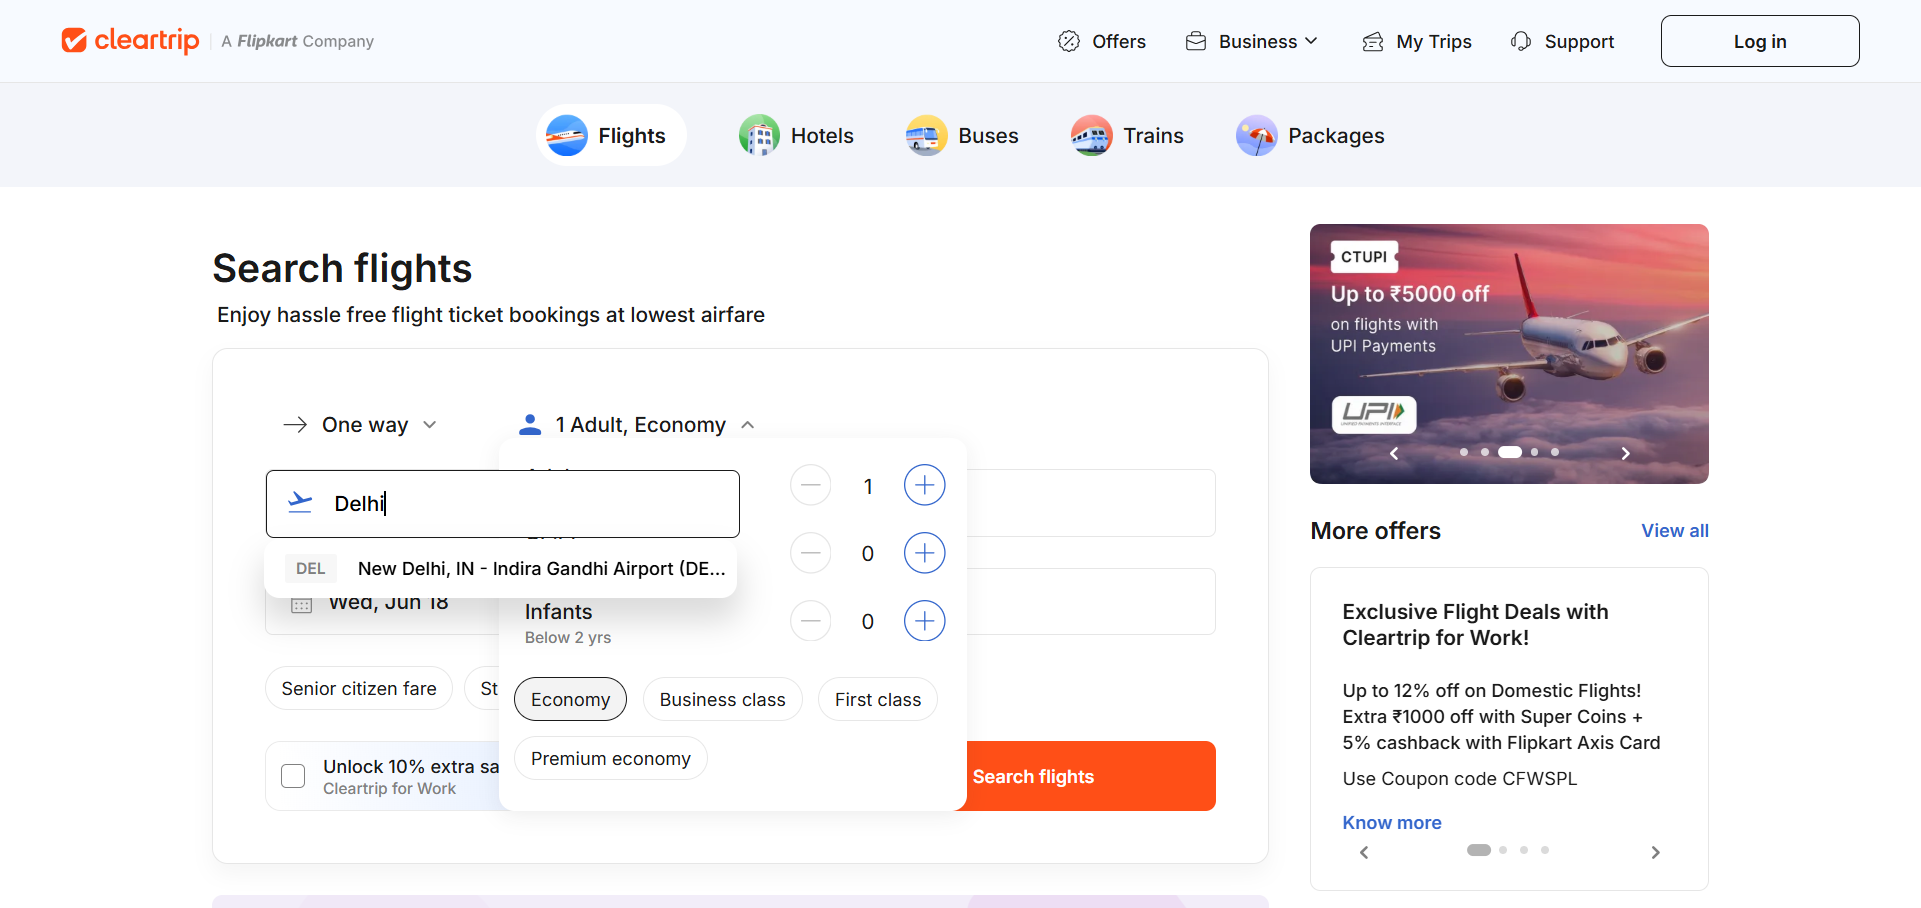 cleartrip A Flipkart Company
Offers Business My Trips Support Log in
Flights Hotels Buses Trains Packages
Search flights
Enjoy hassle free flight ticket bookings at lowest airfare
One way 1 Adult, Economy
1
Delhi
0
DEL New Delhi, IN - Indira Gandhi Airport (DE...
Wed, Jun 18
Infants
Below 2 yrs
0
Senior citizen fare St
Economy Business class First class
Premium economy
Unlock 10% extra sa
Cleartrip for Work
Search flights
CTUPI
Up to ₹5000 off
on flights with
UPI Payments
UPI
More offers View all
Exclusive Flight Deals with
Cleartrip for Work!
Up to 12% off on Domestic Flights!
Extra ₹1000 off with Super Coins +
5% cashback with Flipkart Axis Card
Use Coupon code CFWSPL
Know more